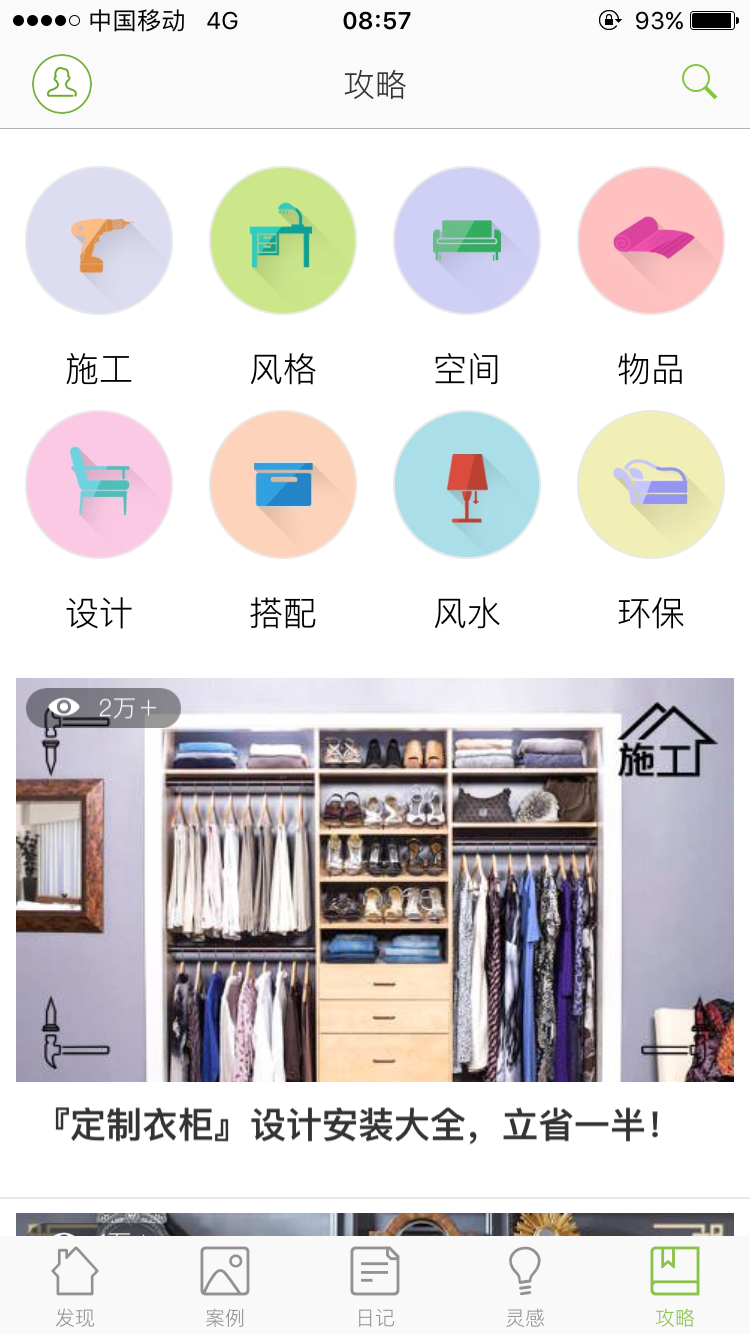 中国移动 4G 08:57 93%
攻略
施工 风格 空间 物品
设计 搭配 风水 环保
2万+
施工
『定制衣柜』设计安装大全，立省一半！
发现 案例 日记 灵感 攻略